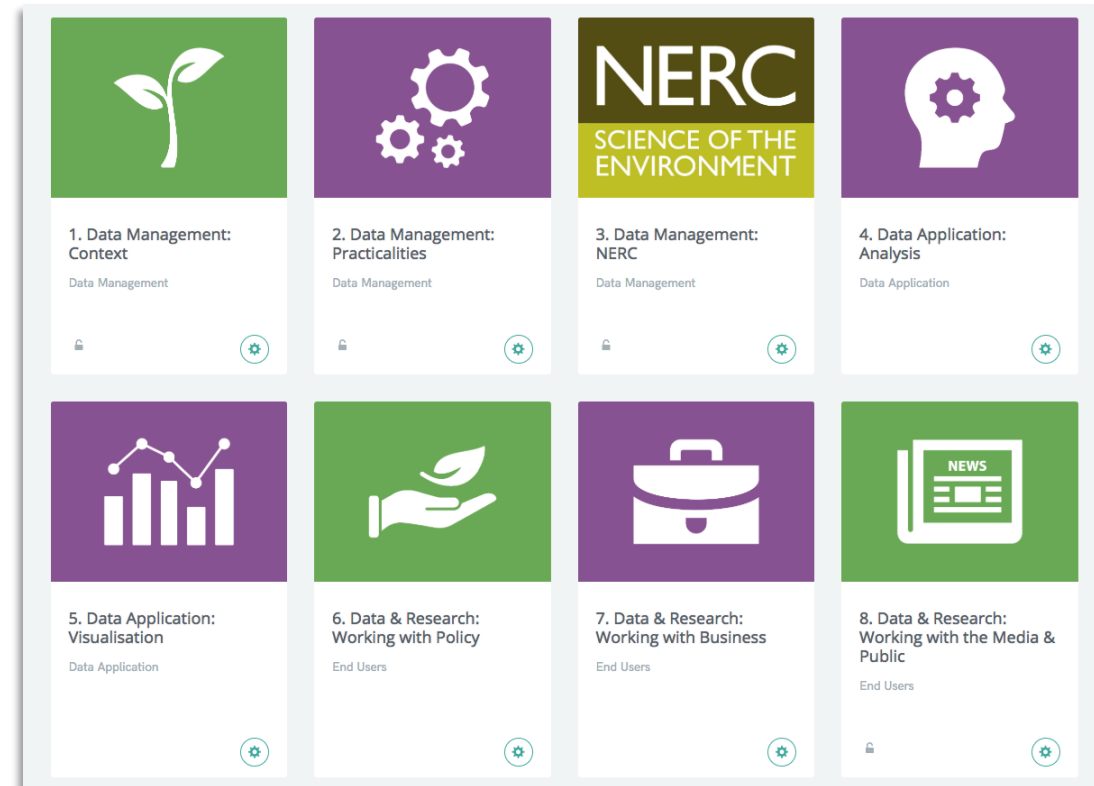 NERC
SCIENCE OF THE
ENVIRONMENT
1. Data Management:
Context
Data Management
2. Data Management:
Practicalities
Data Management
3. Data Management:
NERC
Data Management
4. Data Application:
Analysis
Data Application
NEWS
5. Data Application:
Visualisation
Data Application
6. Data & Research:
Working with Policy
End Users
7. Data & Research:
Working with Business
End Users
8. Data & Research:
Working with the Media &
Public
End Users